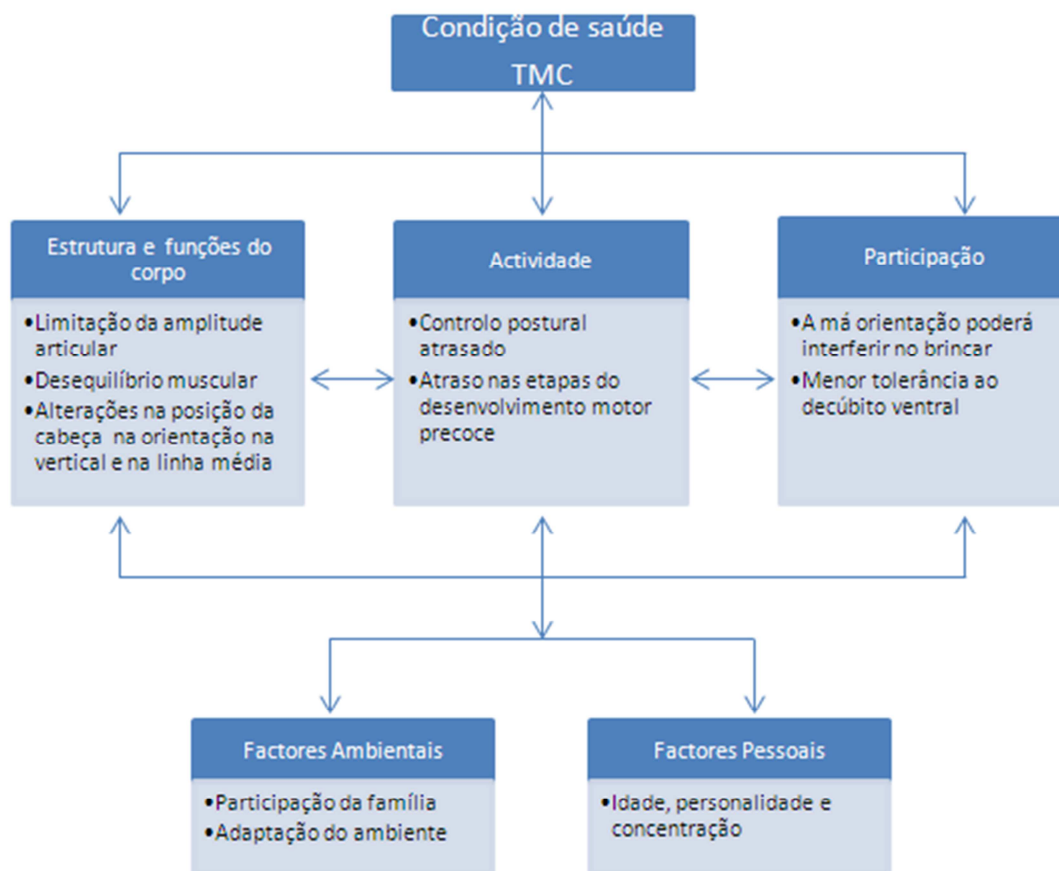 Condição de saúde
TMC
Estrutura e funções do
corpo
•Limitação da amplitude
articular
•Desequilíbrio muscular
•Alterações na posição da
cabeça na orientação na
vertical e na linha média
Actividade
•Controlo postural
atrasado
•Atraso nas etapas do
desenvolvimento motor
precoce
Participação
•A má orientação poderá
interferir no brincar
•Menor tolerância ao
decúbito ventral
Factores Ambientais
•Participação da família
•Adaptação do ambiente
Factores Pessoais
•Idade, personalidade e
concentração